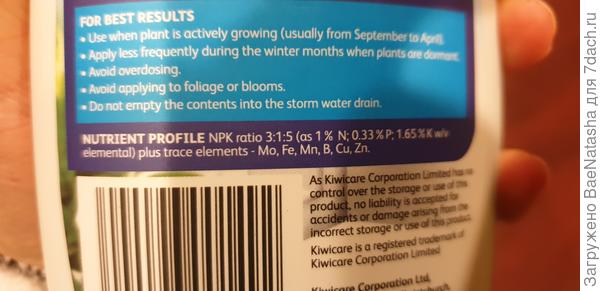 FOR BEST RESULTS
• Use when plant is actively growing (usually from September to April).
• Apply less frequently during the winter months when plants are dormant.
• Avoid overdosing.
• Avoid applying to foliage or blooms.
• Do not empty the contents into the storm water drain.
NUTRIENT PROFILE NPK ratio 3:1:5 (as 1% N; 0.33% P; 1.65% K w/v
elemental) plus trace elements - Mo, Fe, Mn, B, Cu, Zn.
As Kiwicare Corporation Limited has no
control over the storage or use of this
product, no liability is accepted for
accidents or damage arising from the
incorrect storage or use of this product.
Kiwicare is a registered trademark of
Kiwicare Corporation Limited
Kiwicare Corporation Ltd,
Загружено BaeNatasha для 7dach.ru